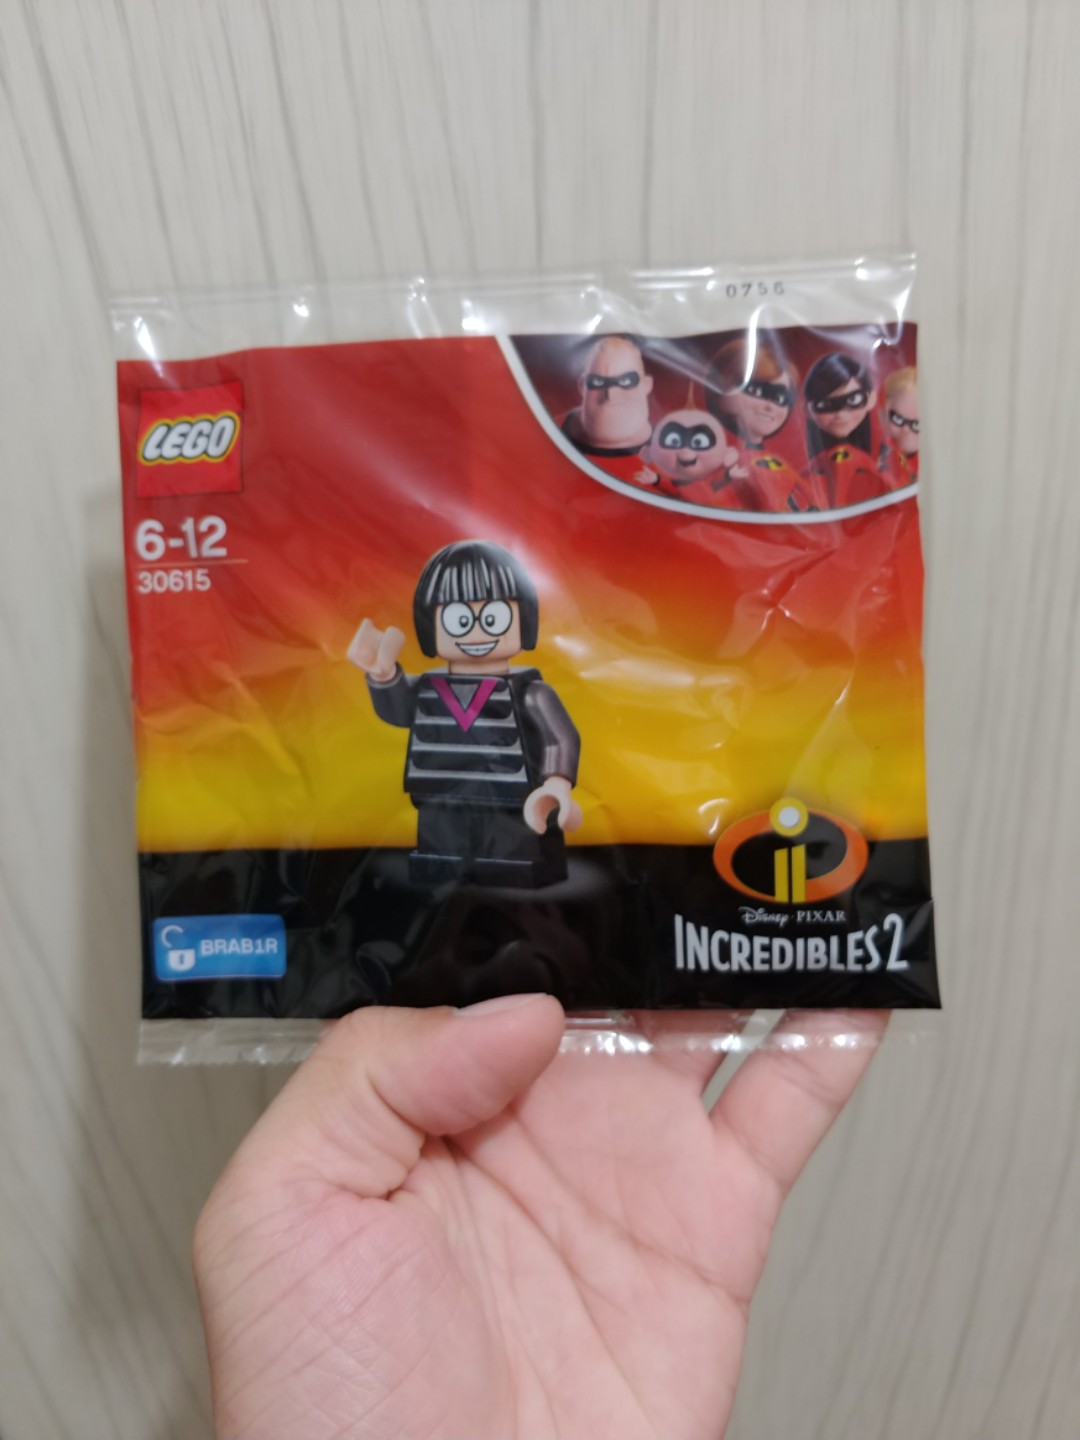 0756
LEGO
6-12
30615
BRAB1R
Disney · PIXAR
INCREDIBLES 2